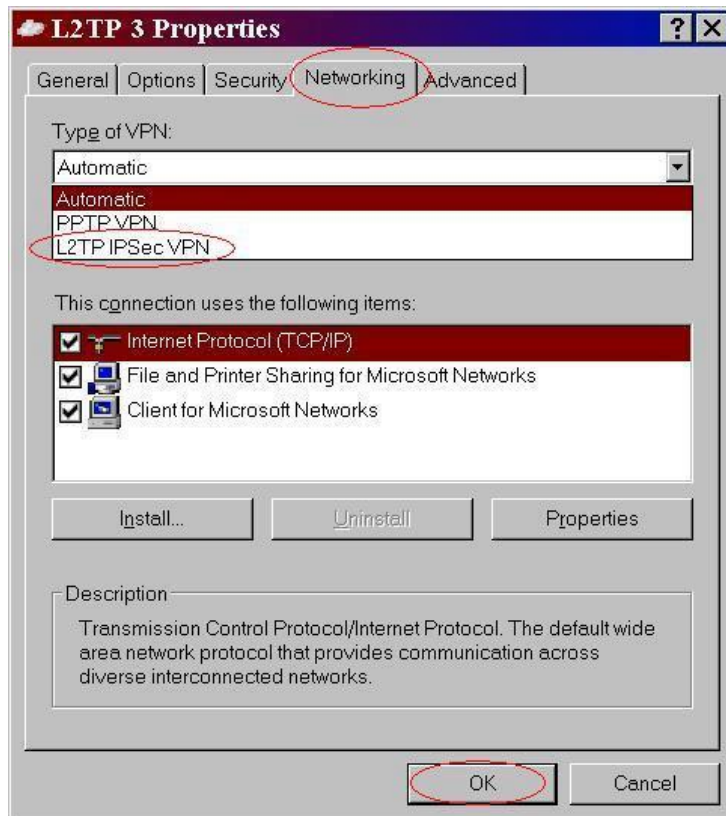 L2TP 3 Properties
? X
General Options Security Networking Advanced
Type of VPN:
Automatic
Automatic
PPTP VPN
L2TP IPSec VPN
This connection uses the following items:
Internet Protocol (TCP/IP)
File and Printer Sharing for Microsoft Networks
Client for Microsoft Networks
Install... Uninstall Properties
Description
Transmission Control Protocol/Internet Protocol. The default wide
area network protocol that provides communication across
diverse interconnected networks.
OK Cancel